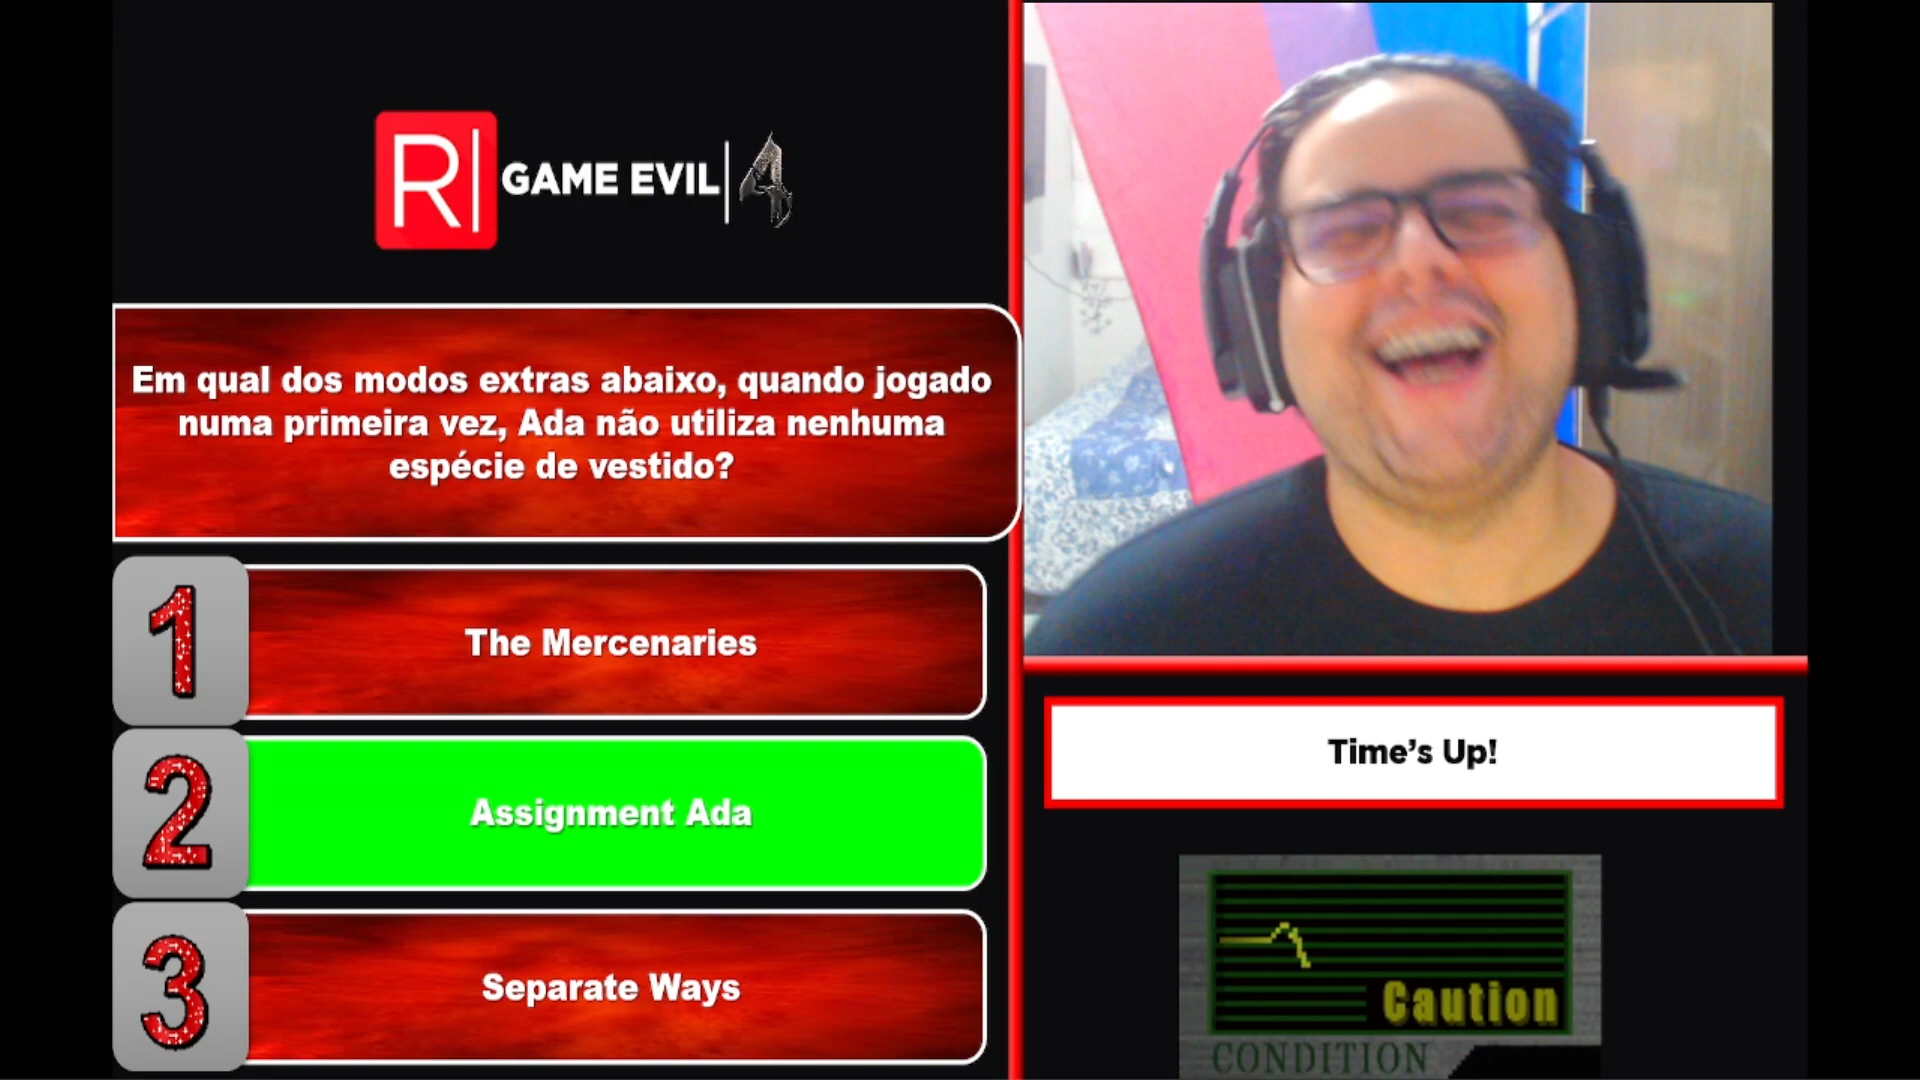 R| GAME EVIL | 4
Em qual dos modos extras abaixo, quando jogado
numa primeira vez, Ada não utiliza nenhuma
espécie de vestido?
1
The Mercenaries
2
Assignment Ada
3
Separate Ways
Time's Up!
Caution
CONDITION